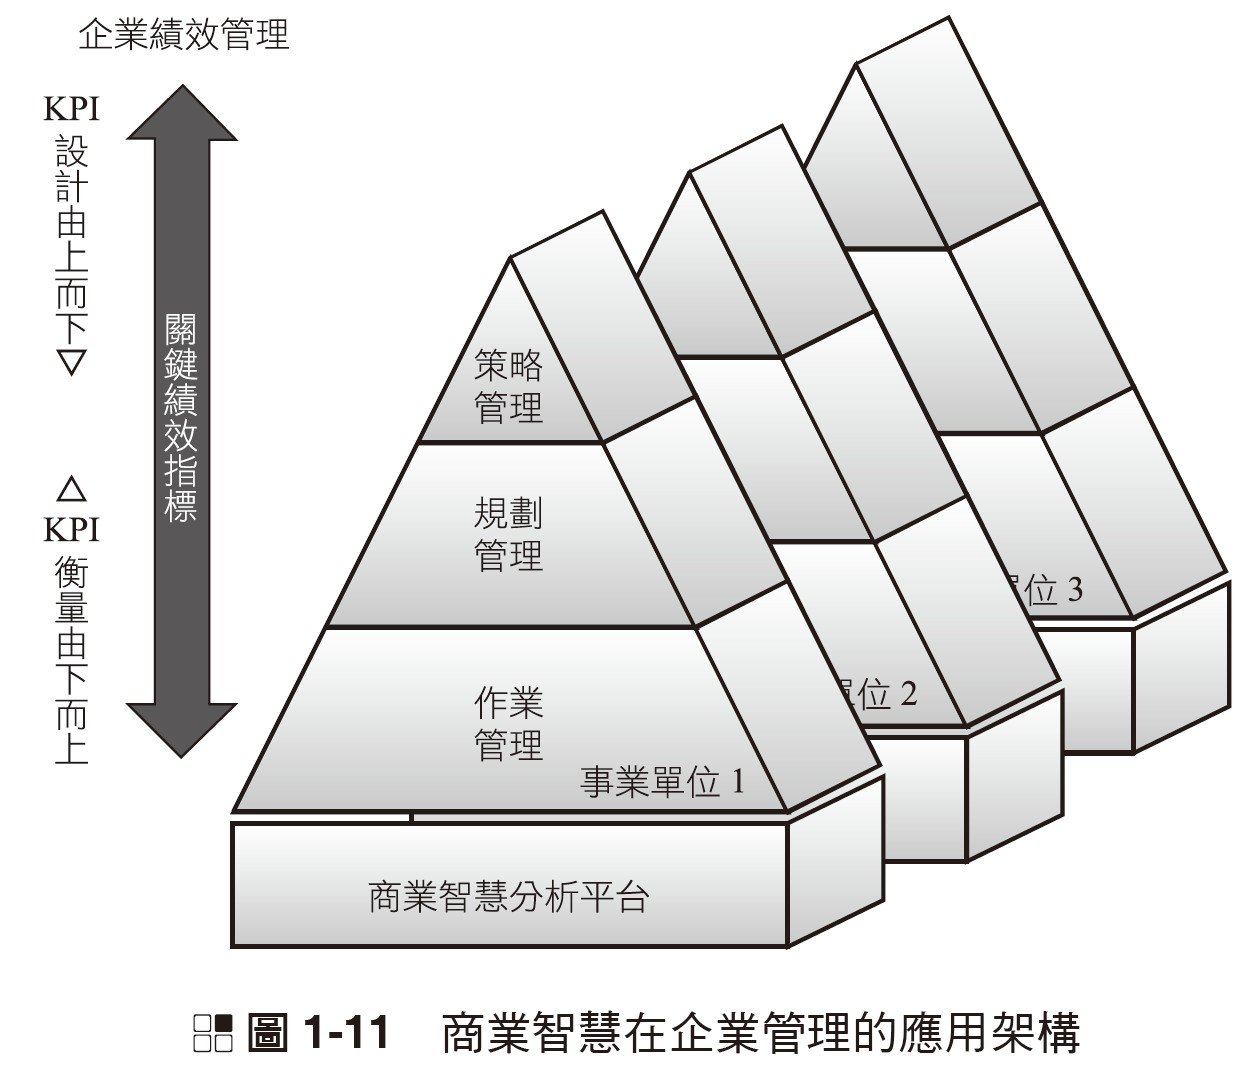 企業績效管理
KPI
設計由上而下
關鍵績效指標
KPI
衡量由下而上
策略
管理
規劃
管理
作業
管理
事業單位 1
單位 2
單位 3
商業智慧分析平台
圖 1-11 商業智慧在企業管理的應用架構